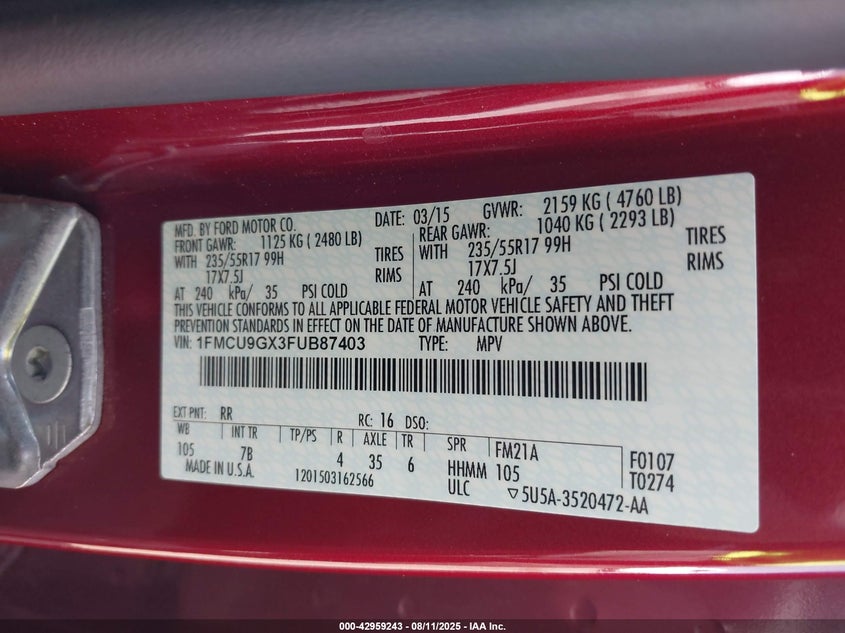 MFD. BY FORD MOTOR CO. DATE: 03/15 GVWR: 2159 KG ( 4760 LB)
FRONT GAWR: 1125 KG ( 2480 LB) REAR GAWR: 1040 KG ( 2293 LB)
WITH 235/55R17 99H TIRES WITH 235/55R17 99H TIRES
17X7.5J RIMS 17X7.5J RIMS
AT 240 kPa/ 35 PSI COLD AT 240 kPa/ 35 PSI COLD
THIS VEHICLE CONFORMS TO ALL APPLICABLE FEDERAL MOTOR VEHICLE SAFETY AND THEFT
PREVENTION STANDARDS IN EFFECT ON THE DATE OF MANUFACTURE SHOWN ABOVE.
VIN: 1FMCU9GX3FUB87403 TYPE: MPV
EXT PNT: RR RC: 16 DSO:
WB INT TR TP/PS R AXLE TR SPR FM21A F0107
105 7B 4 35 6 HHMM 105 T0274
MADE IN U.S.A. 1201503162566 ULC ▽5U5A-3520472-AA
000-42959243 - 08/11/2025 - IAA Inc.